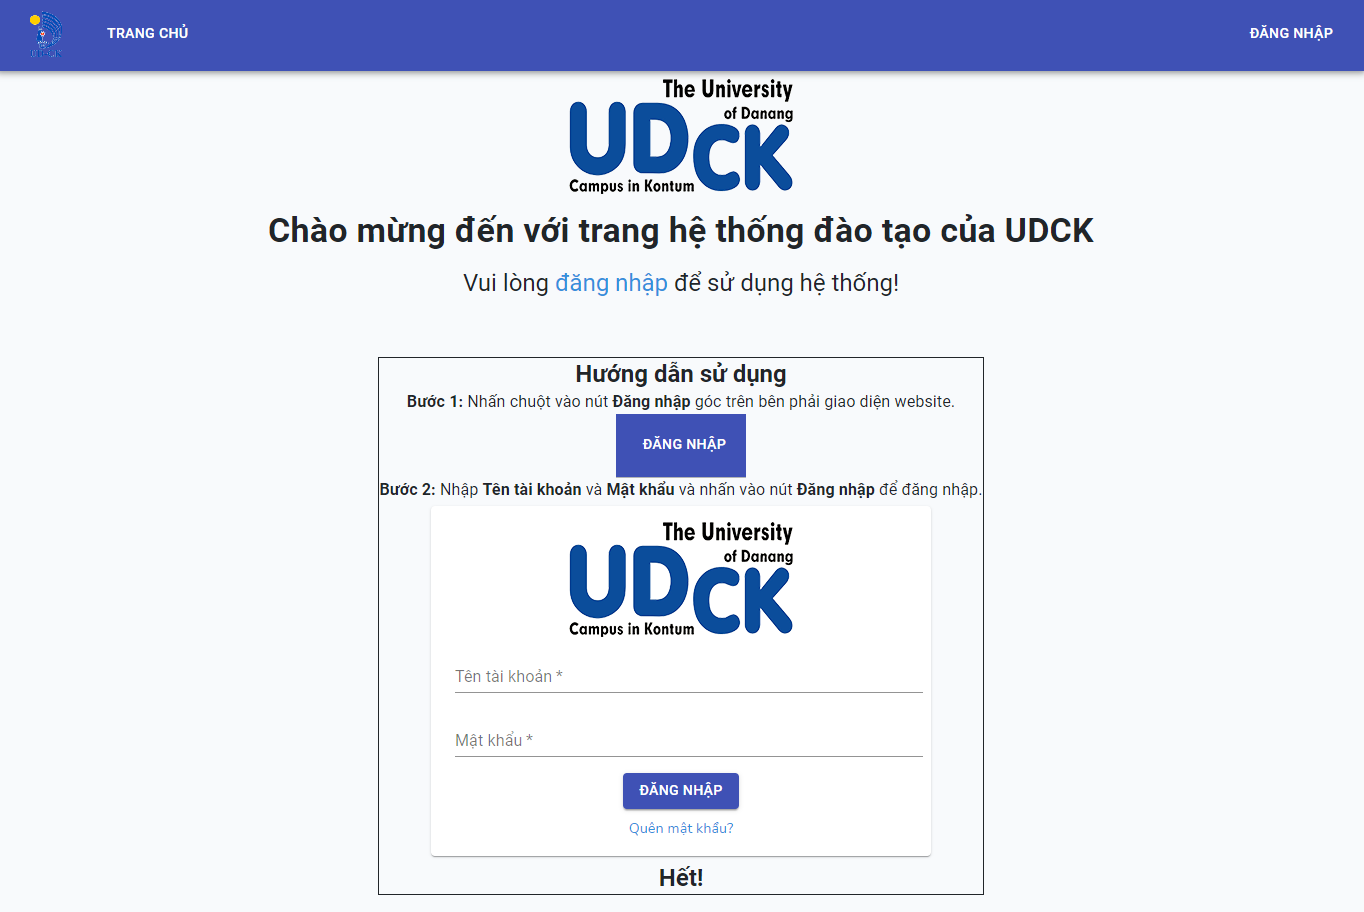 TRANG CHỦ
ĐĂNG NHẬP
The University
of Danang
UDCK
Campus in Kontum
Chào mừng đến với trang hệ thống đào tạo của UDCK
Vui lòng đăng nhập để sử dụng hệ thống!
Hướng dẫn sử dụng
Bước 1: Nhấn chuột vào nút Đăng nhập góc trên bên phải giao diện website.
ĐĂNG NHẬP
Bước 2: Nhập Tên tài khoản và Mật khẩu và nhấn vào nút Đăng nhập để đăng nhập.
The University
of Danang
UDCK
Campus in Kontum
Tên tài khoản *
Mật khẩu *
ĐĂNG NHẬP
Quên mật khẩu?
Hết!